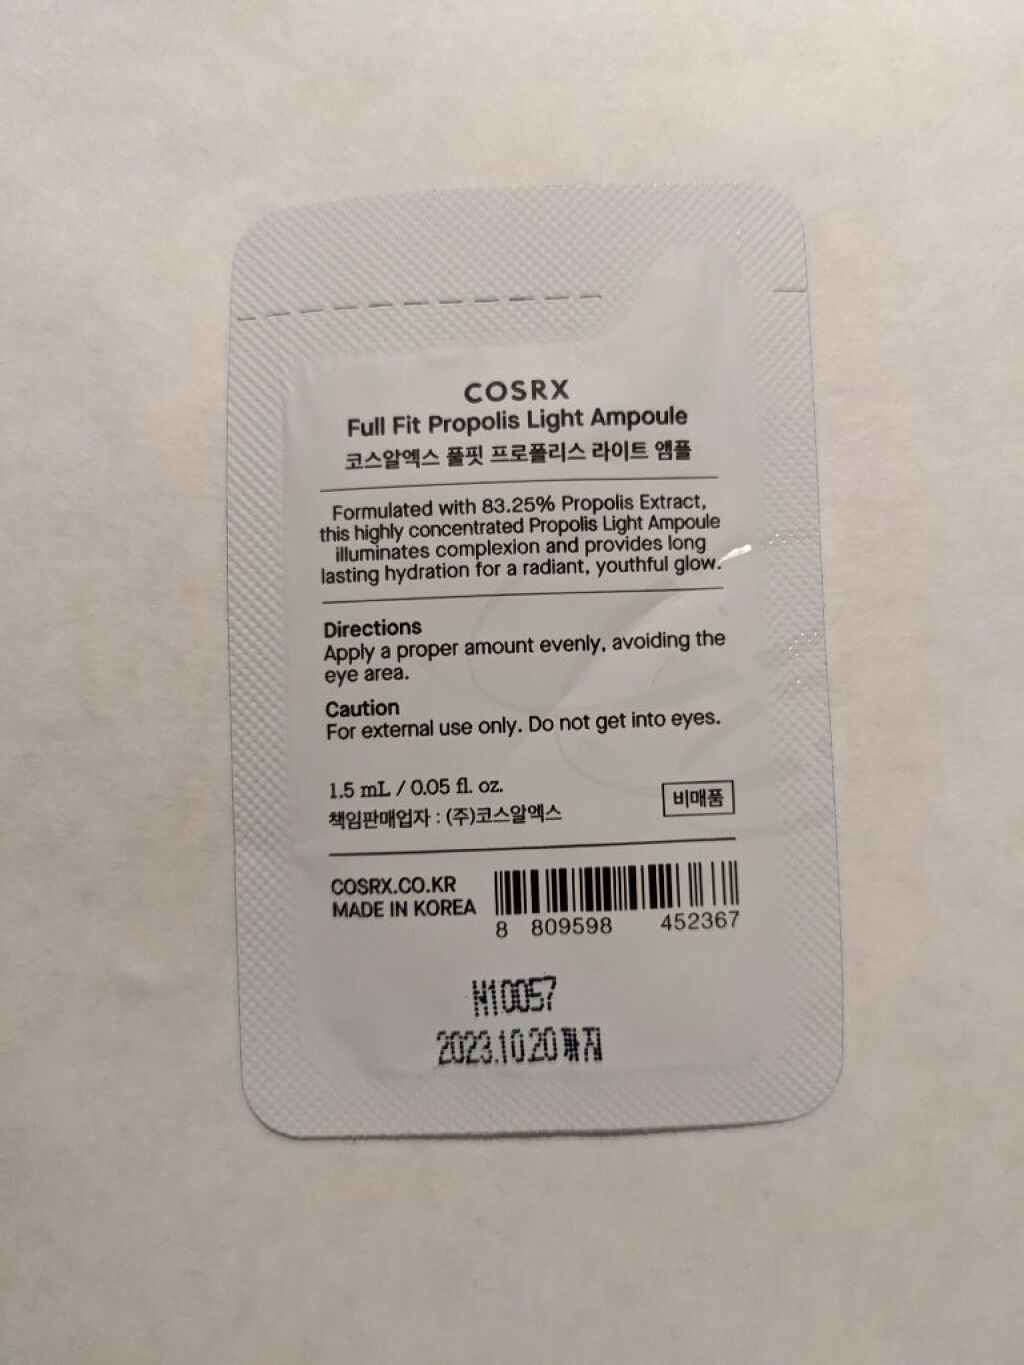 COSRX
Full Fit Propolis Light Ampoule
코스알엑스 풀핏 프로폴리스 라이트 앰플
Formulated with 83.25% Propolis Extract,
this highly concentrated Propolis Light Ampoule
illuminates complexion and provides long
lasting hydration for a radiant, youthful glow.
Directions
Apply a proper amount evenly, avoiding the
eye area.
Caution
For external use only. Do not get into eyes.
1.5 mL / 0.05 fl. oz.
비매품
책임판매업자 : (주)코스알엑스
COSRX.CO.KR
MADE IN KOREA
8 809598 452367
N10057
2023.10.20 까지